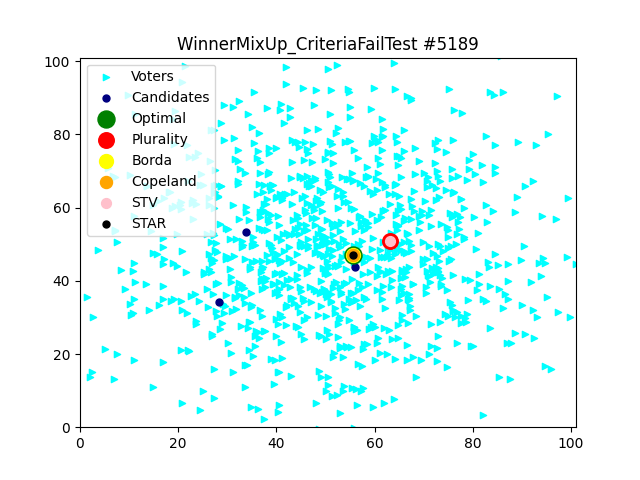 WinnerMixUp_CriteriaFailTest #5189
100
80
60
40
20
0
Voters
Candidates
Optimal
Plurality
Borda
Copeland
STV
STAR
0 20 40 60 80 100